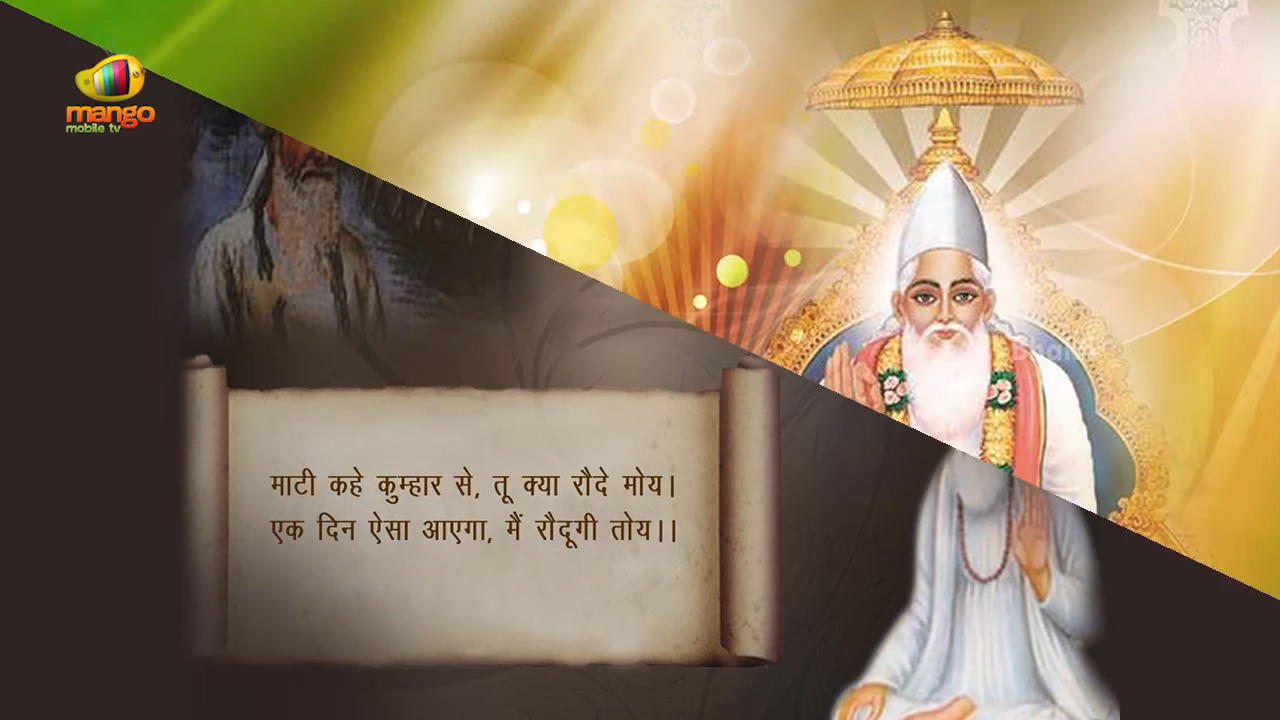 mango
mobile tv
माटी कहे कुम्हार से, तू क्या रौदे मोय।
एक दिन ऐसा आएगा, मैं रौदूगी तोय।।